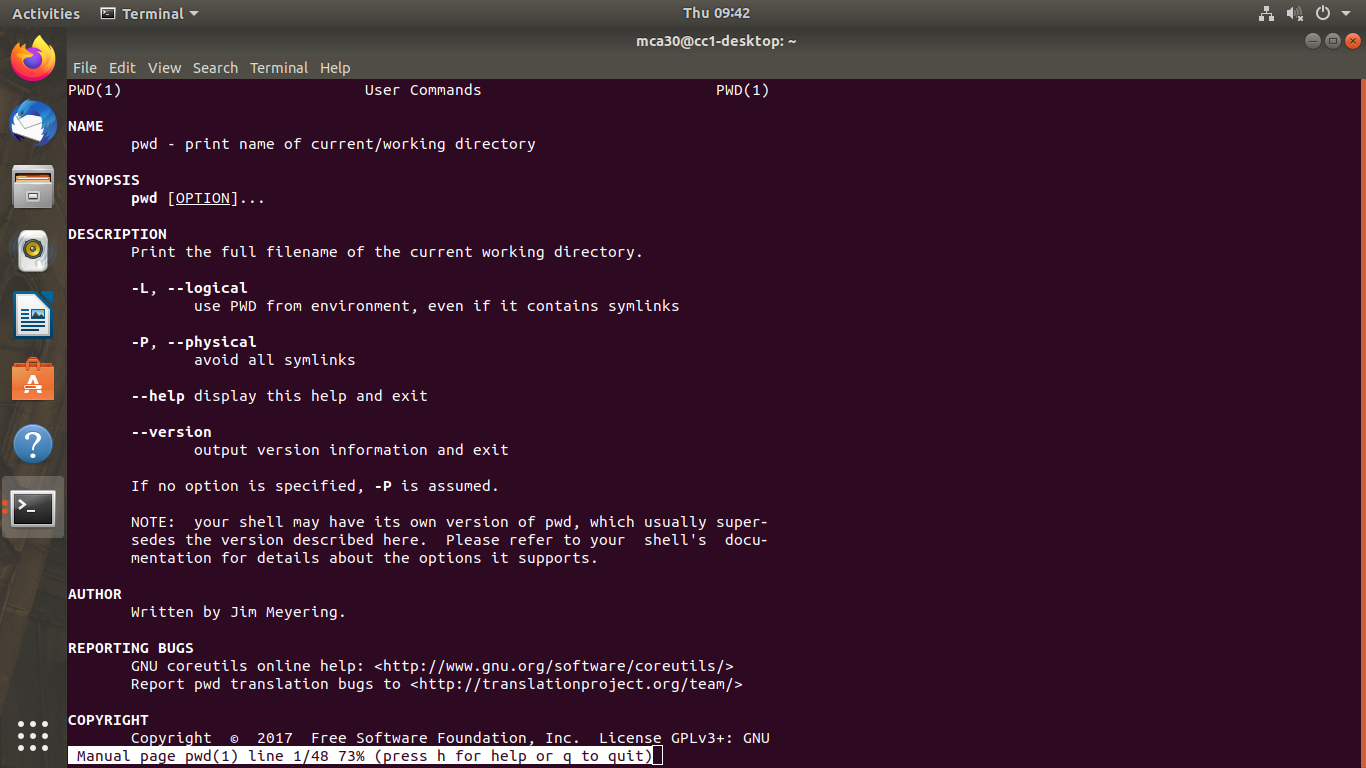 Activities Terminal Thu 09:42
mca30@cc1-desktop: ~
File Edit View Search Terminal Help
PWD(1) User Commands PWD(1)
NAME
pwd - print name of current/working directory
SYNOPSIS
pwd [OPTION]...
DESCRIPTION
Print the full filename of the current working directory.
-L, --logical
use PWD from environment, even if it contains symlinks
-P, --physical
avoid all symlinks
--help display this help and exit
--version
output version information and exit
If no option is specified, -P is assumed.
NOTE:  your shell may have its own version of pwd, which usually super-
sedes the version described here.  Please refer to your  shell's  docu-
mentation for details about the options it supports.
AUTHOR
Written by Jim Meyering.
REPORTING BUGS
GNU coreutils online help: <http://www.gnu.org/software/coreutils/>
Report pwd translation bugs to <http://translationproject.org/team/>
COPYRIGHT
Copyright  ©  2017  Free Software Foundation, Inc.  License GPLv3+: GNU
Manual page pwd(1) line 1/48 73% (press h for help or q to quit)